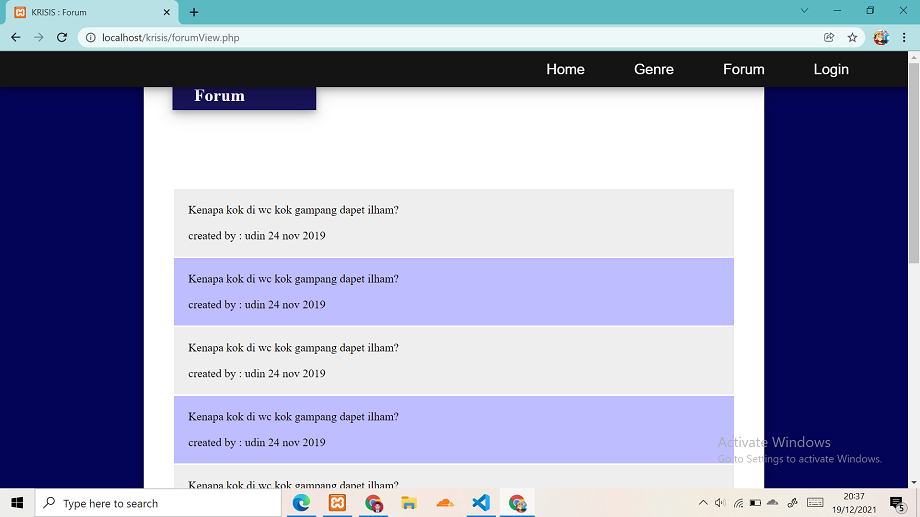 KRISIS : Forum
localhost/krisis/forumView.php
Home Genre Forum Login
Forum
Kenapa kok di wc kok gampang dapet ilham?
created by : udin 24 nov 2019
Kenapa kok di wc kok gampang dapet ilham?
created by : udin 24 nov 2019
Kenapa kok di wc kok gampang dapet ilham?
created by : udin 24 nov 2019
Kenapa kok di wc kok gampang dapet ilham?
created by : udin 24 nov 2019
Kenapa kok di wc kok gampang dapet ilham?
Activate Windows
Go to Settings to activate Windows.
Type here to search
20:37
19/12/2021
5